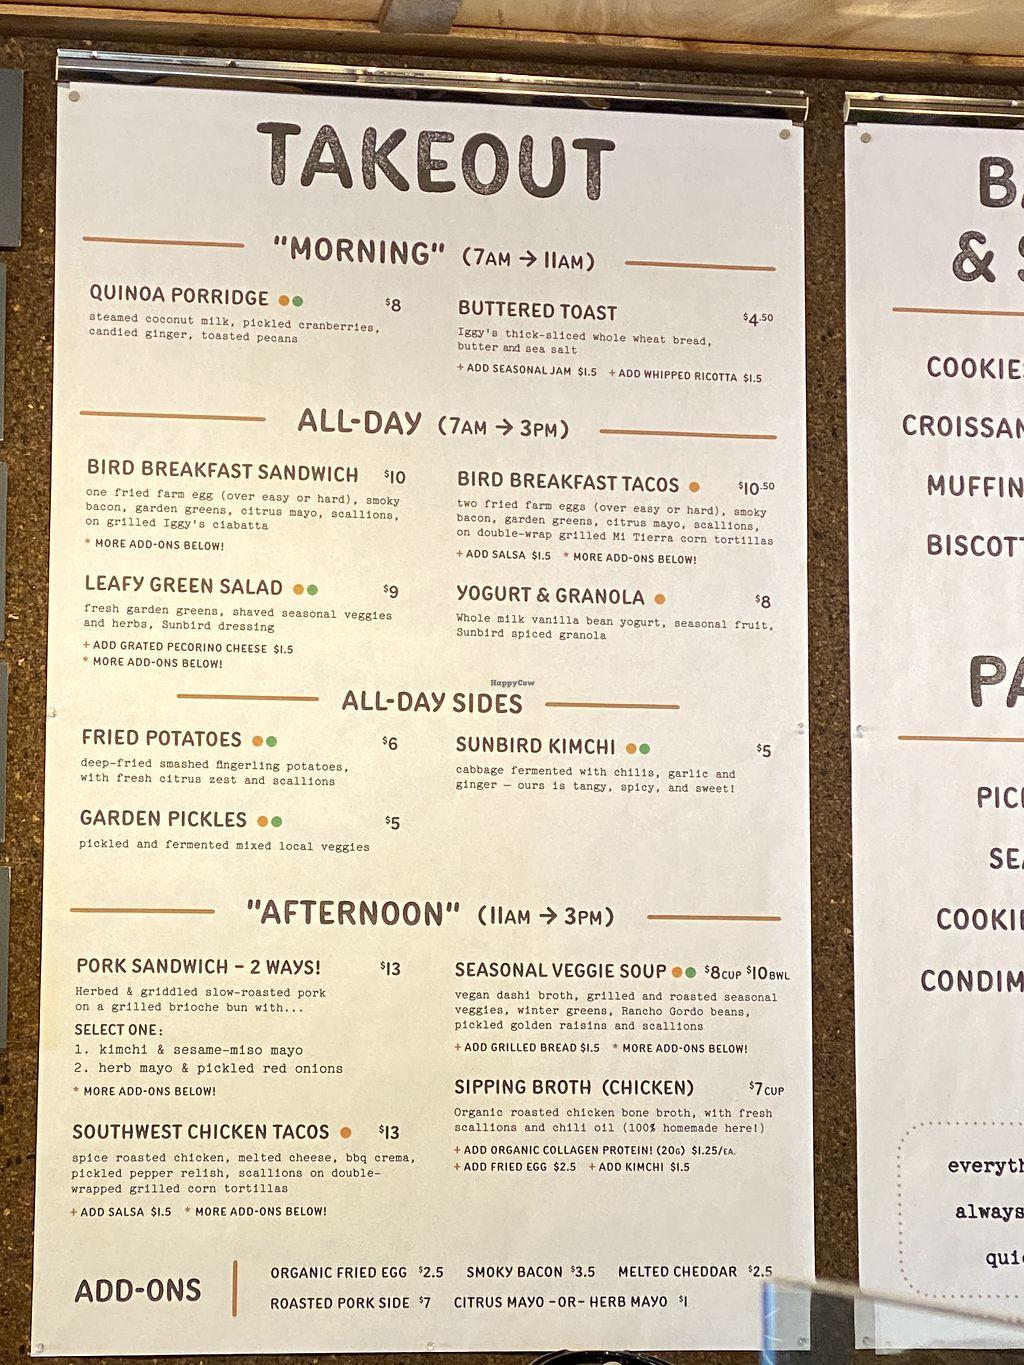 TAKEOUT
"MORNING" (7AM → 11AM)
QUINOA PORRIDGE $8
steamed coconut milk, pickled cranberries,
candied ginger, toasted pecans
BUTTERED TOAST $4.50
Iggy's thick-sliced whole wheat bread,
butter and sea salt
+ ADD SEASONAL JAM $1.5 + ADD WHIPPED RICOTTA $1.5
ALL-DAY (7AM → 3PM)
BIRD BREAKFAST SANDWICH $10
one fried farm egg (over easy or hard), smoky
bacon, garden greens, citrus mayo, scallions,
on grilled Iggy's ciabatta
* MORE ADD-ONS BELOW!
BIRD BREAKFAST TACOS $10.50
two fried farm eggs (over easy or hard), smoky
bacon, garden greens, citrus mayo, scallions,
on double-wrap grilled Mi Tierra corn tortillas
+ ADD SALSA $1.5 * MORE ADD-ONS BELOW!
LEAFY GREEN SALAD $9
fresh garden greens, shaved seasonal veggies
and herbs, Sunbird dressing
+ ADD GRATED PECORINO CHEESE $1.5
* MORE ADD-ONS BELOW!
YOGURT & GRANOLA $8
Whole milk vanilla bean yogurt, seasonal fruit,
Sunbird spiced granola
HappyCow
ALL-DAY SIDES
FRIED POTATOES $6
deep-fried smashed fingerling potatoes,
with fresh citrus zest and scallions
SUNBIRD KIMCHI $5
cabbage fermented with chilis, garlic and
ginger – ours is tangy, spicy, and sweet!
GARDEN PICKLES $5
pickled and fermented mixed local veggies
"AFTERNOON" (11AM → 3PM)
PORK SANDWICH – 2 WAYS! $13
Herbed & griddled slow-roasted pork
on a grilled brioche bun with...
SELECT ONE:
1. kimchi & sesame-miso mayo
2. herb mayo & pickled red onions
* MORE ADD-ONS BELOW!
SEASONAL VEGGIE SOUP $8CUP $10BWL
vegan dashi broth, grilled and roasted seasonal
veggies, winter greens, Rancho Gordo beans,
pickled golden raisins and scallions
+ ADD GRILLED BREAD $1.5 * MORE ADD-ONS BELOW!
SIPPING BROTH (CHICKEN) $7CUP
Organic roasted chicken bone broth, with fresh
scallions and chili oil (100% homemade here!)
+ ADD ORGANIC COLLAGEN PROTEIN! (20G) $1.25/EA.
+ ADD FRIED EGG $2.5 + ADD KIMCHI $1.5
SOUTHWEST CHICKEN TACOS $13
spice roasted chicken, melted cheese, bbq crema,
pickled pepper relish, scallions on double-
wrapped grilled corn tortillas
+ ADD SALSA $1.5 * MORE ADD-ONS BELOW!
ADD-ONS
ORGANIC FRIED EGG $2.5 SMOKY BACON $3.5 MELTED CHEDDAR $2.5
ROASTED PORK SIDE $7 CITRUS MAYO -OR- HERB MAYO $1
&
COOKIE
MUFFIN
COOKIE
always